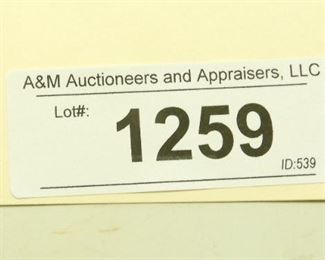 A&M Auctioneers and Appraisers, LLC
Lot#:
1259
ID:539